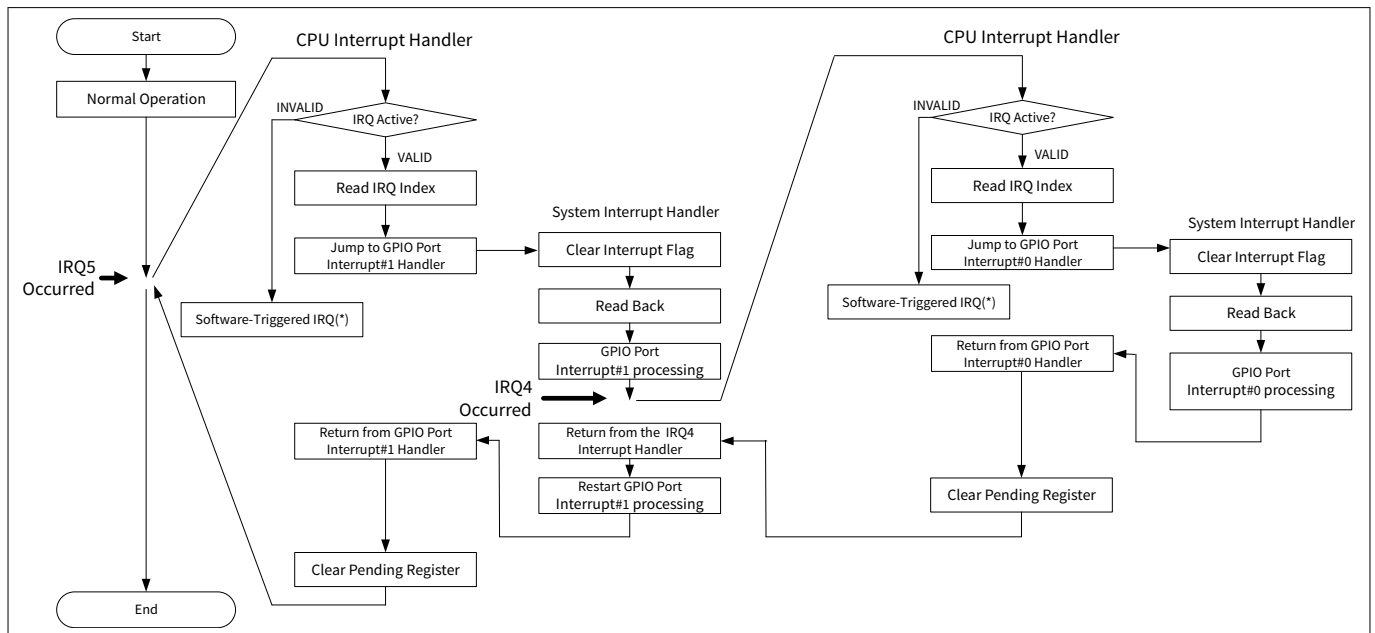 Start
Normal Operation
IRQ5
Occurred
End
CPU Interrupt Handler
INVALID
IRQ Active?
VALID
Read IRQ Index
Jump to GPIO Port
Interrupt#1 Handler
Software-Triggered IRQ(*)
System Interrupt Handler
Clear Interrupt Flag
Read Back
GPIO Port
Interrupt#1 processing
IRQ4
Occurred
Return from GPIO Port
Interrupt#1 Handler
Clear Pending Register
Return from the IRQ4
Interrupt Handler
Restart GPIO Port
Interrupt#1 processing
CPU Interrupt Handler
INVALID
IRQ Active?
VALID
Read IRQ Index
Jump to GPIO Port
Interrupt#0 Handler
Software-Triggered IRQ(*)
System Interrupt Handler
Clear Interrupt Flag
Read Back
GPIO Port
Interrupt#0 processing
Return from GPIO Port
Interrupt#0 Handler
Clear Pending Register